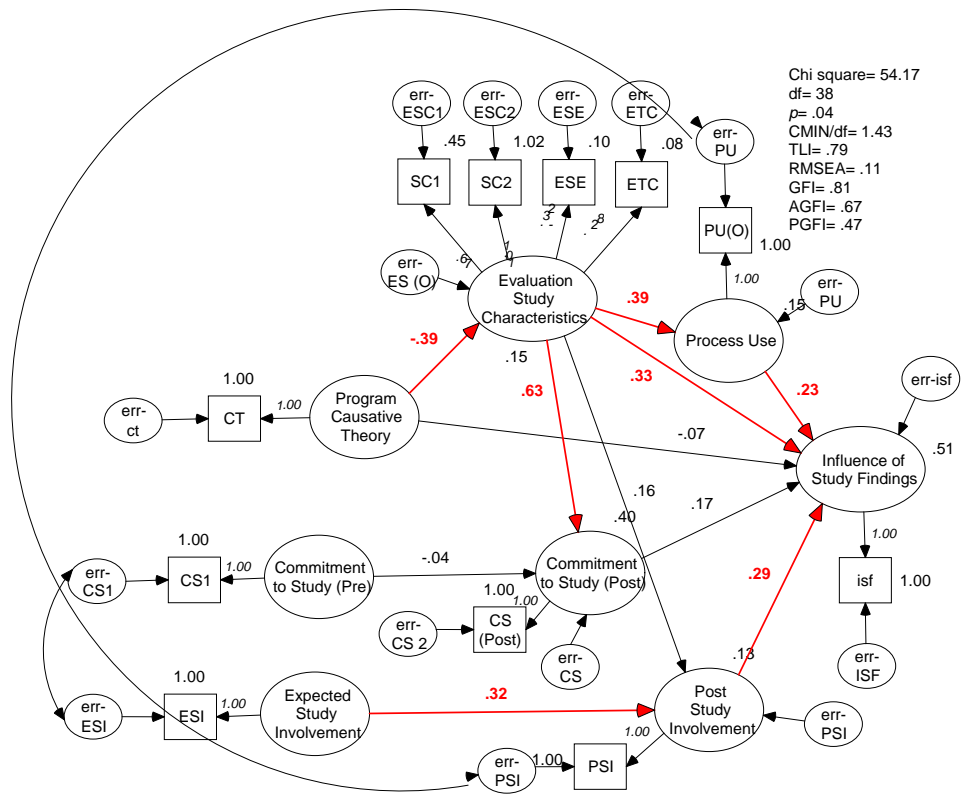 err-
ESC1
err-
ESC2
err-
ESE
err-
ETC
Chi square= 54.17
df= 38
p= .04
CMIN/df= 1.43
TLI= .79
RMSEA= .11
GFI= .81
AGFI= .67
PGFI= .47
err-
PU
.45
1.02
.10
.08
SC1
SC2
ESE
ETC
PU(O)
1.00
1.00
err-
ES (O)
Evaluation
Study
Characteristics
.15
.39
.15
err-
PU
Process Use
-.39
.63
.33
.23
err-isf
1.00
err-
ct
CT
1.00
Program
Causative
Theory
-.07
Influence of
Study Findings
.51
.16
.17
.40
1.00
1.00
err-
CS1
CS1
1.00
Commitment
to Study (Pre)
-.04
Commitment
to Study (Post)
.29
isf
1.00
1.00
1.00
err-
CS 2
CS
(Post)
err-
CS
.13
err-
ISF
1.00
err-
ESI
ESI
1.00
Expected
Study
Involvement
.32
Post
Study
Involvement
err-
PSI
1.00
err-
PSI
1.00
PSI